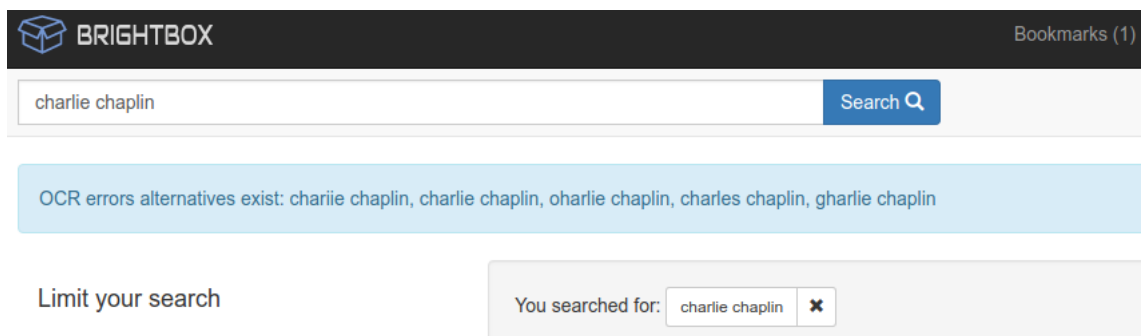 BRIGHTBOX Bookmarks (1)
charlie chaplin Search
OCR errors alternatives exist: chariie chaplin, charlie chaplin, oharlie chaplin, charles chaplin, gharlie chaplin
Limit your search
You searched for: charlie chaplin ✖